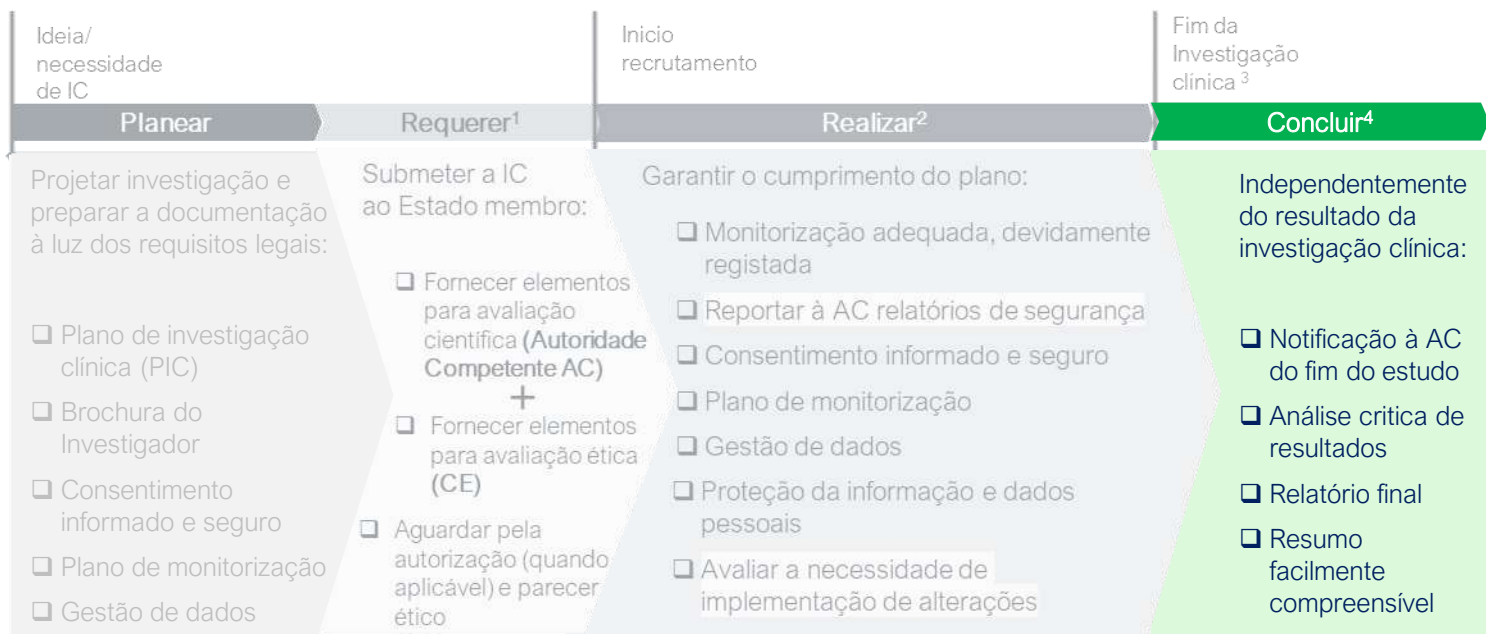 Ideia/
necessidade
de IC
Inicio
recrutamento
Fim da
Investigação
clínica ³
Planear
Requerer¹
Realizar²
Concluir⁴
Projetar investigação e
preparar a documentação
à luz dos requisitos legais:
❑ Plano de investigação
clínica (PIC)
❑ Brochura do
Investigador
❑ Consentimento
informado e seguro
❑ Plano de monitorização
❑ Gestão de dados
Submeter a IC
ao Estado membro:
❑ Fornecer elementos
para avaliação
científica (Autoridade
Competente AC)
+
❑ Fornecer elementos
para avaliação ética
(CE)
❑ Aguardar pela
autorização (quando
aplicável) e parecer
ético
Garantir o cumprimento do plano:
❑ Monitorização adequada, devidamente
registada
❑ Reportar à AC relatórios de segurança
❑ Consentimento informado e seguro
❑ Plano de monitorização
❑ Gestão de dados
❑ Proteção da informação e dados
pessoais
❑ Avaliar a necessidade de
implementação de alterações
Independentemente
do resultado da
investigação clínica:
❑ Notificação à AC
do fim do estudo
❑ Análise critica de
resultados
❑ Relatório final
❑ Resumo
facilmente
compreensível